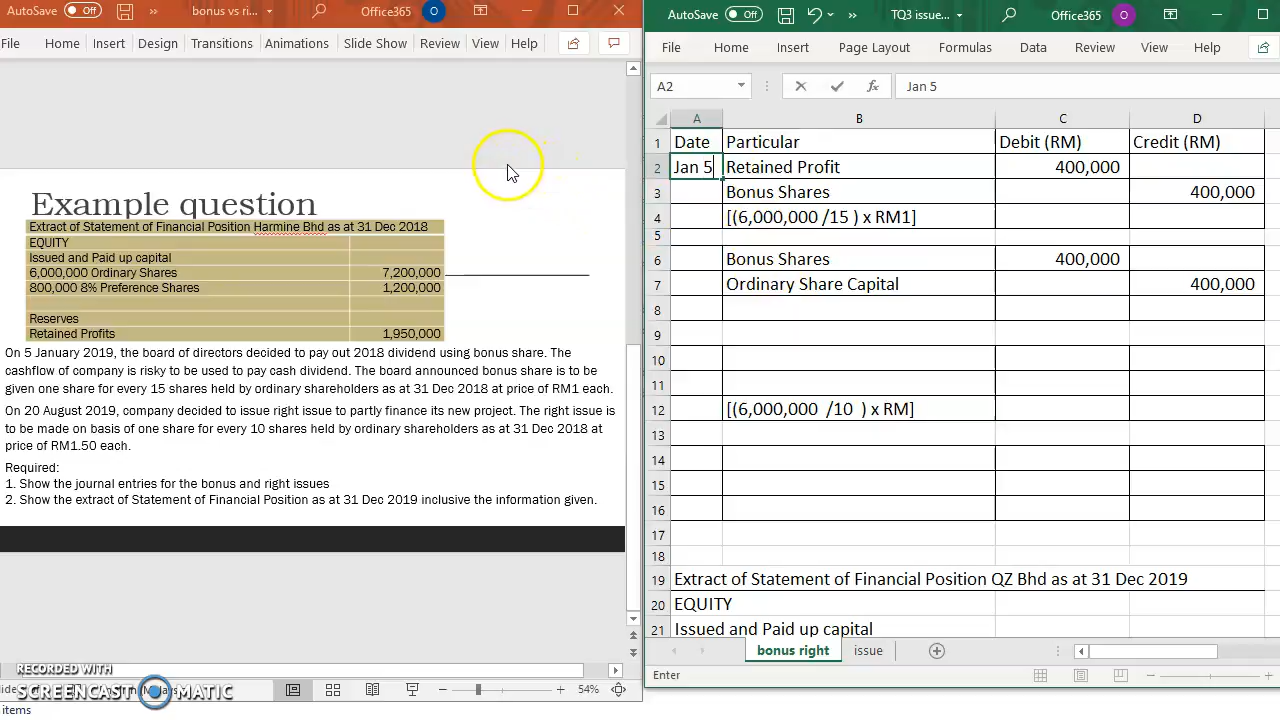 AutoSave Off bonus vs ri... Office365 O
File Home Insert Design Transitions Animations Slide Show Review View Help
Example question
Extract of Statement of Financial Position Harmine Bhd as at 31 Dec 2018
EQUITY
Issued and Paid up capital
6,000,000 Ordinary Shares 7,200,000
800,000 8% Preference Shares 1,200,000
Reserves
Retained Profits 1,950,000
On 5 January 2019, the board of directors decided to pay out 2018 dividend using bonus share. The
cashflow of company is risky to be used to pay cash dividend. The board announced bonus share is to be
given one share for every 15 shares held by ordinary shareholders as at 31 Dec 2018 at price of RM1 each.
On 20 August 2019, company decided to issue right issue to partly finance its new project. The right issue is
to be made on basis of one share for every 10 shares held by ordinary shareholders as at 31 Dec 2018 at
price of RM1.50 each.
Required:
1. Show the journal entries for the bonus and right issues
2. Show the extract of Statement of Financial Position as at 31 Dec 2019 inclusive the information given.
RECORDED WITH
SCREENCAST MATIC
54%
items
AutoSave Off TQ3 issue... Office365 O
File Home Insert Page Layout Formulas Data Review View Help
A2 fx Jan 5
A B C D
1 Date Particular Debit (RM) Credit (RM)
2 Jan 5 Retained Profit 400,000
3 Bonus Shares 400,000
4 [(6,000,000 /15 ) x RM1]
5
6 Bonus Shares 400,000
7 Ordinary Share Capital 400,000
8
9
10
11
12 [(6,000,000 /10 ) x RM]
13
14
15
16
17
18
19 Extract of Statement of Financial Position QZ Bhd as at 31 Dec 2019
20 EQUITY
21 Issued and Paid up capital
bonus right issue
Enter